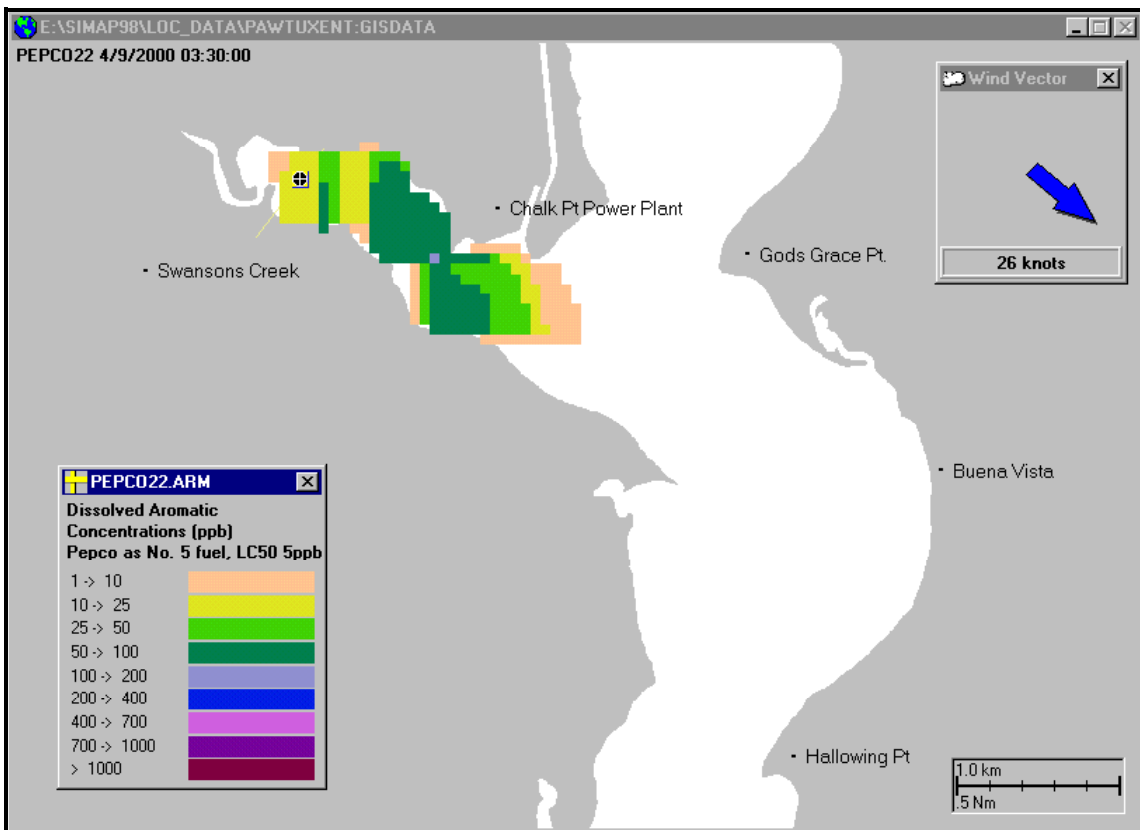 E:\SIMAP98\LOC_DATA\PAWTUXENT:GISDATA
PEPCO22 4/9/2000 03:30:00
Wind Vector
26 knots
Chalk Pt Power Plant
Gods Grace Pt.
Swansons Creek
Buena Vista
Hallowing Pt
PEPCO22.ARM
Dissolved Aromatic
Concentrations (ppb)
Pepco as No. 5 fuel, LC50 5ppb
1 -> 10
10 -> 25
25 -> 50
50 -> 100
100 -> 200
200 -> 400
400 -> 700
700 -> 1000
> 1000
1.0 km
.5 Nm